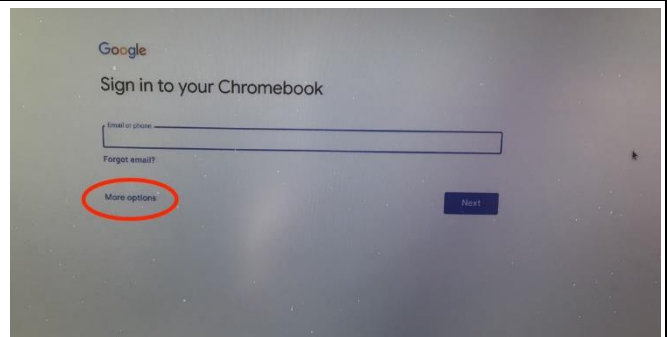 Google
Sign in to your Chromebook
Email or phone
Forgot email?
More options
Next